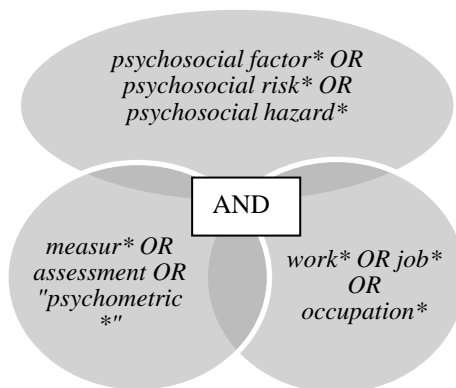 psychosocial factor* OR
psychosocial risk* OR
psychosocial hazard*
AND
measur* OR
assessment OR
"psychometric
*"
work* OR job*
OR
occupation*